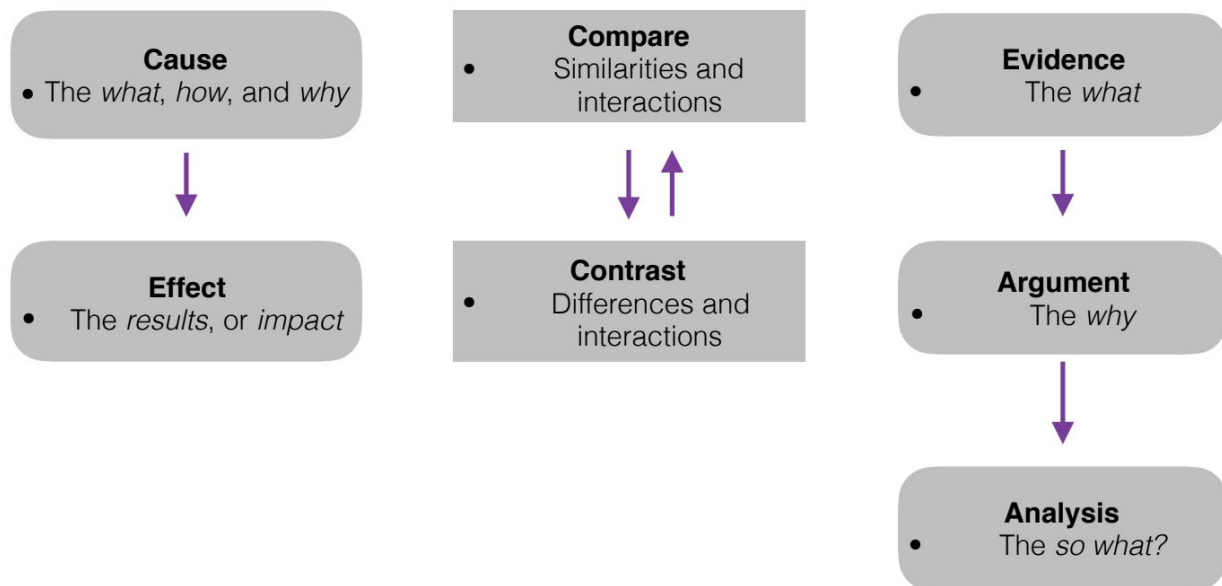 Cause
• The what, how, and why
Effect
• The results, or impact
Compare
• Similarities and
interactions
Contrast
• Differences and
interactions
Evidence
• The what
Argument
• The why
Analysis
• The so what?